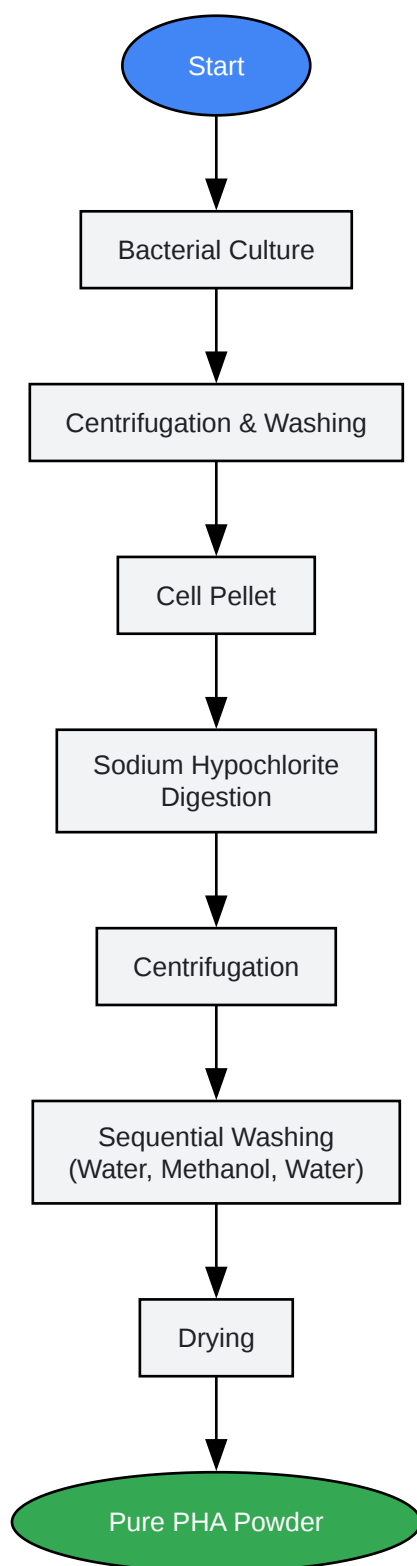 Start
Bacterial Culture
Centrifugation & Washing
Cell Pellet
Sodium Hypochlorite
Digestion
Centrifugation
Sequential Washing
(Water, Methanol, Water)
Drying
Pure PHA Powder